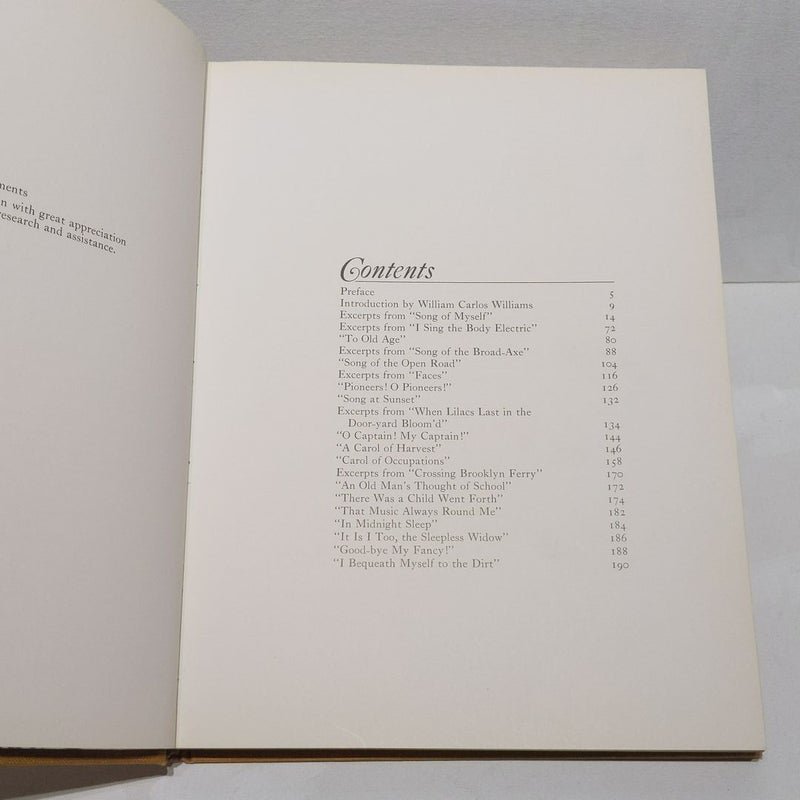 n with great appreciation
research and assistance.
Contents
Preface 5
Introduction by William Carlos Williams 9
Excerpts from “Song of Myself” 14
Excerpts from “I Sing the Body Electric” 72
“To Old Age” 80
Excerpts from “Song of the Broad-Axe” 88
“Song of the Open Road” 104
Excerpts from “Faces” 116
“Pioneers! O Pioneers!” 126
“Song at Sunset” 132
Excerpts from “When Lilacs Last in the
Door-yard Bloom’d” 134
“O Captain! My Captain!” 144
“A Carol of Harvest” 146
“Carol of Occupations” 158
Excerpts from “Crossing Brooklyn Ferry” 170
“An Old Man’s Thought of School” 172
“There Was a Child Went Forth” 174
“That Music Always Round Me” 182
“In Midnight Sleep” 184
“It Is I Too, the Sleepless Widow” 186
“Good-bye My Fancy!” 188
“I Bequeath Myself to the Dirt” 190